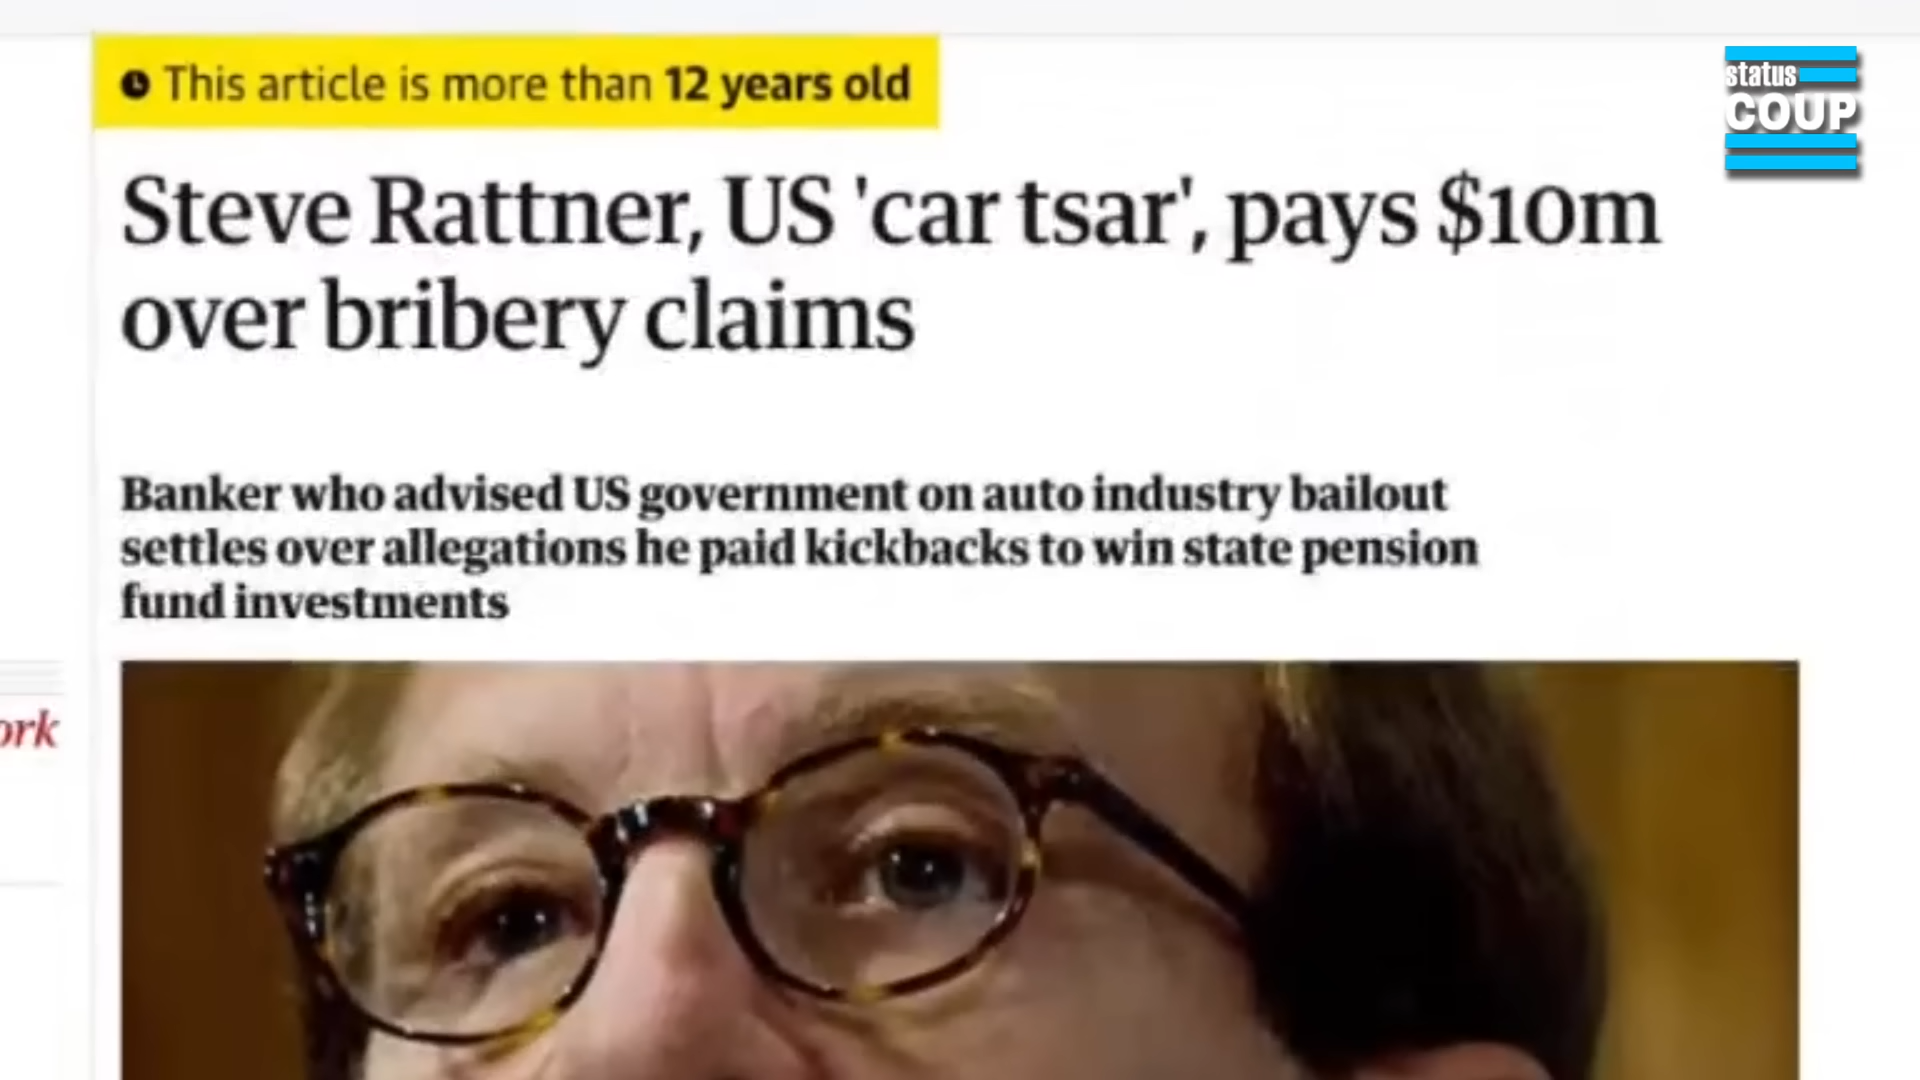 This article is more than 12 years old
status
COUP
Steve Rattner, US 'car tsar', pays $10m
over bribery claims
Banker who advised US government on auto industry bailout
settles over allegations he paid kickbacks to win state pension
fund investments
ork